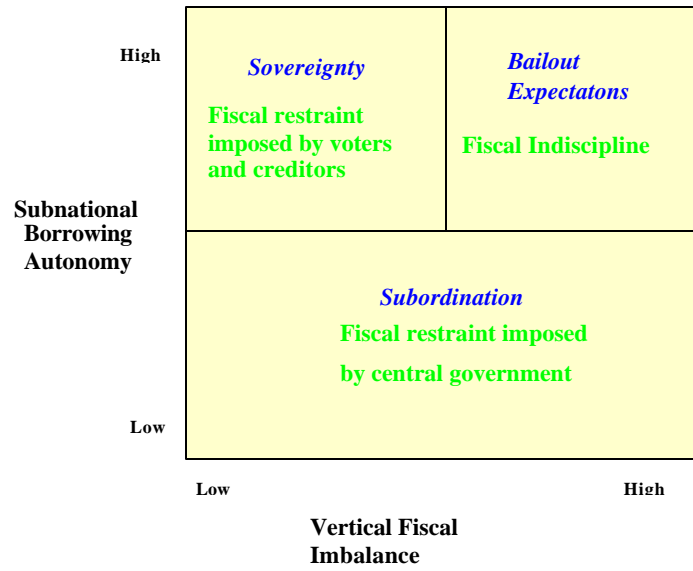 High
Sovereignty
Fiscal restraint
imposed by voters
and creditors
Bailout
Expectatons
Fiscal Indiscipline
Subnational
Borrowing
Autonomy
Subordination
Fiscal restraint imposed
by central government
Low
Low
High
Vertical Fiscal
Imbalance